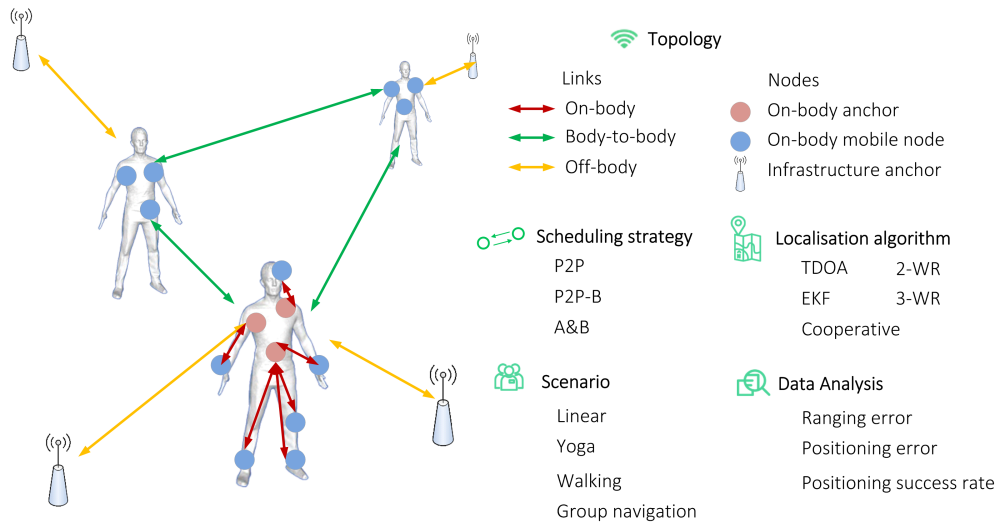 Topology
Links
On-body
Body-to-body
Off-body
Nodes
On-body anchor
On-body mobile node
Infrastructure anchor
Scheduling strategy
P2P
P2P-B
A&B
Localisation algorithm
TDOA 2-WR
EKF 3-WR
Cooperative
Scenario
Linear
Yoga
Walking
Group navigation
Data Analysis
Ranging error
Positioning error
Positioning success rate